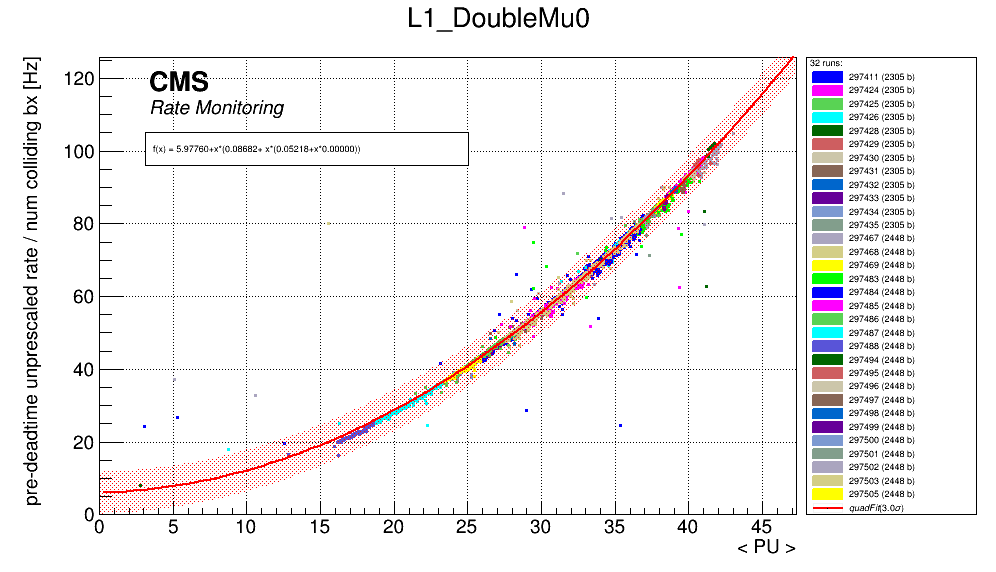 L1_DoubleMu0
pre-deadtime unprescaled rate / num colliding bx [Hz]
CMS
Rate Monitoring
f(x) = 5.97760+x*(0.08682+ x*(0.05218+x*0.00000))
120
100
80
60
40
20
0
0 5 10 15 20 25 30 35 40 45
< PU >
32 runs:
297411 (2305 b)
297424 (2305 b)
297425 (2305 b)
297426 (2305 b)
297428 (2305 b)
297429 (2305 b)
297430 (2305 b)
297431 (2305 b)
297432 (2305 b)
297433 (2305 b)
297434 (2305 b)
297435 (2305 b)
297467 (2448 b)
297468 (2448 b)
297469 (2448 b)
297483 (2448 b)
297484 (2448 b)
297485 (2448 b)
297486 (2448 b)
297487 (2448 b)
297488 (2448 b)
297494 (2448 b)
297495 (2448 b)
297496 (2448 b)
297497 (2448 b)
297498 (2448 b)
297499 (2448 b)
297500 (2448 b)
297501 (2448 b)
297502 (2448 b)
297503 (2448 b)
297505 (2448 b)
quadFit(3.0σ)